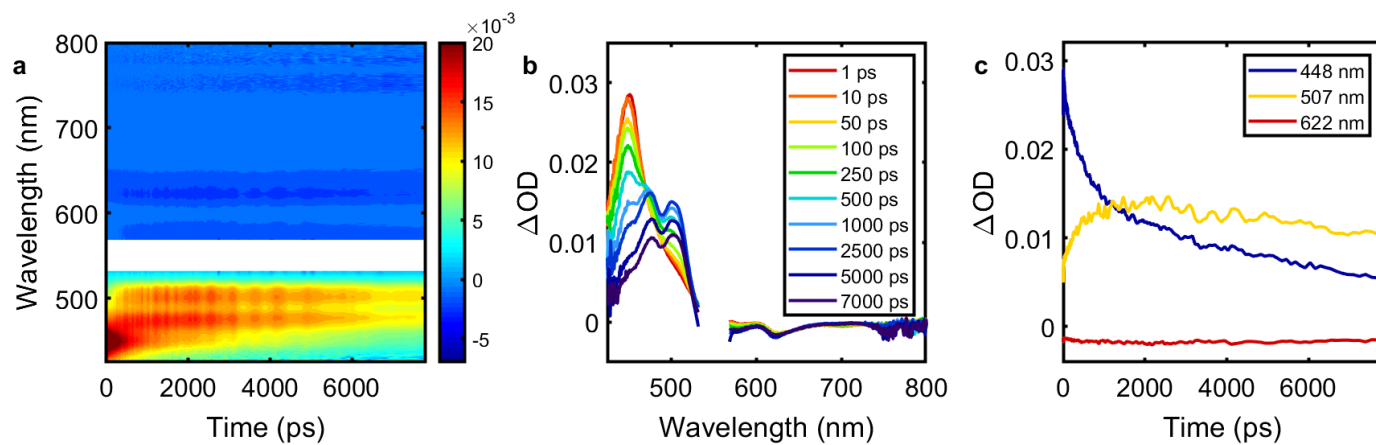 a
×10⁻³
800
700
600
500
Wavelength (nm)
0
2000
4000
6000
Time (ps)
20
15
10
5
0
-5
b
0.03
0.02
0.01
0
ΔOD
500
600
700
800
Wavelength (nm)
1 ps
10 ps
50 ps
100 ps
250 ps
500 ps
1000 ps
2500 ps
5000 ps
7000 ps
c
0.03
0.02
0.01
0
ΔOD
0
2000
4000
6000
Time (ps)
448 nm
507 nm
622 nm